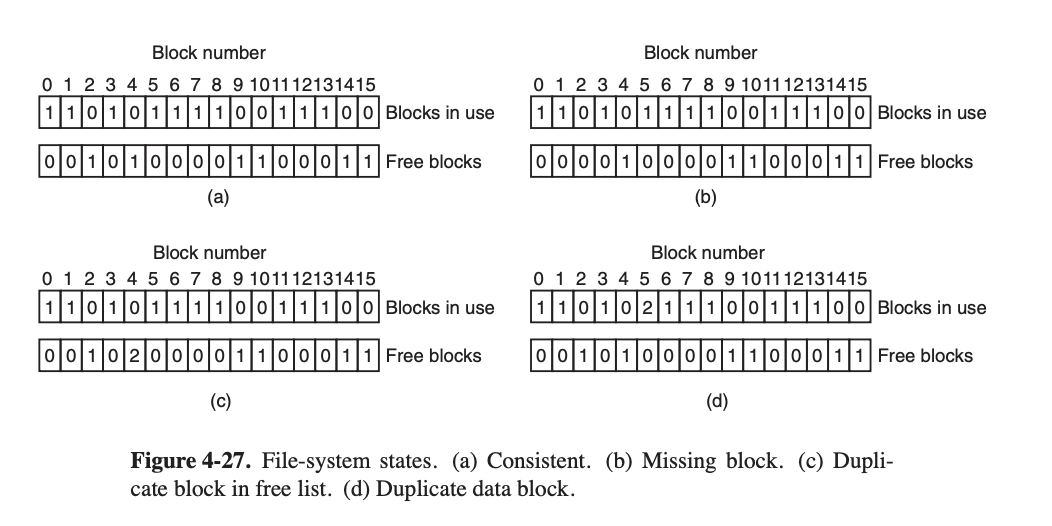 Block number
0 1 2 3 4 5 6 7 8 9 10 11 12 13 14 15
1 1 0 1 0 1 1 1 1 0 0 1 1 1 0 0 Blocks in use
0 0 1 0 1 0 0 0 0 1 1 0 0 0 1 1 Free blocks
(a)
Block number
0 1 2 3 4 5 6 7 8 9 10 11 12 13 14 15
1 1 0 1 0 1 1 1 1 0 0 1 1 1 0 0 Blocks in use
0 0 0 0 1 0 0 0 0 1 1 0 0 0 1 1 Free blocks
(b)
Block number
0 1 2 3 4 5 6 7 8 9 10 11 12 13 14 15
1 1 0 1 0 1 1 1 1 0 0 1 1 1 0 0 Blocks in use
0 0 1 0 2 0 0 0 0 1 1 0 0 0 1 1 Free blocks
(c)
Block number
0 1 2 3 4 5 6 7 8 9 10 11 12 13 14 15
1 1 0 1 0 2 1 1 1 0 0 1 1 1 0 0 Blocks in use
0 0 1 0 1 0 0 0 0 1 1 0 0 0 1 1 Free blocks
(d)
Figure 4-27. File-system states. (a) Consistent. (b) Missing block. (c) Dupli-
cate block in free list. (d) Duplicate data block.